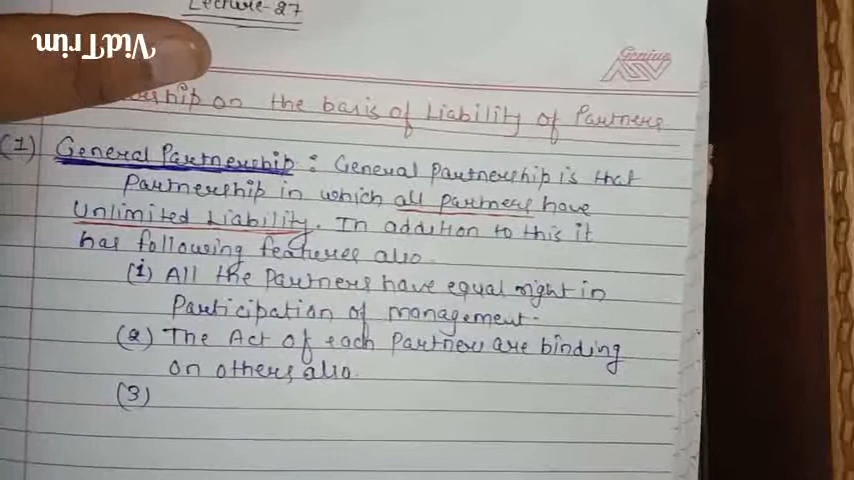 Lecture-27
VidTrim
Genius
on the basis of Liability of Partners
(1) General Partnership : General Partnership is that
Partnership in which all partners have
Unlimited Liability. In addition to this it
has following features also.
(i) All the Partners have equal right in
Participation of management.
(2) The Act of each Partner are binding
on others also.
(3)